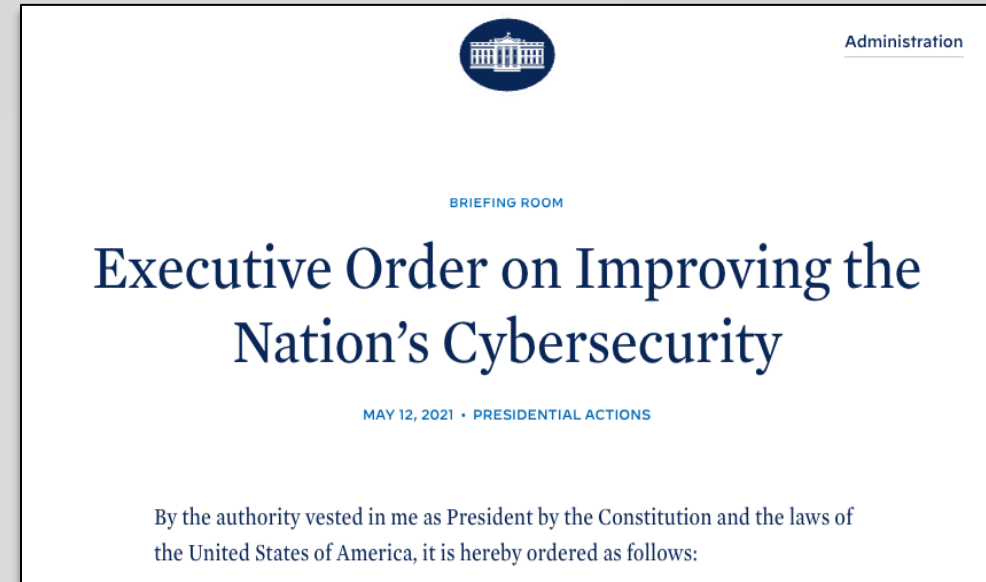 Administration
BRIEFING ROOM
Executive Order on Improving the
Nation’s Cybersecurity
MAY 12, 2021 • PRESIDENTIAL ACTIONS
By the authority vested in me as President by the Constitution and the laws of
the United States of America, it is hereby ordered as follows: